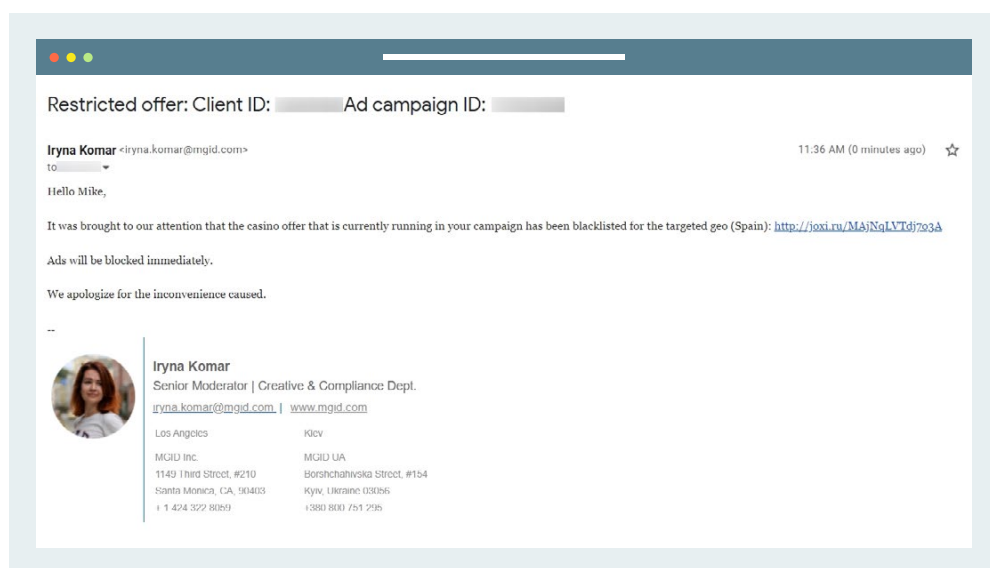 Restricted offer: Client ID: Ad campaign ID:
Iryna Komar <iryna.komar@mgid.com> 11:36 AM (0 minutes ago)
to
Hello Mike,
It was brought to our attention that the casino offer that is currently running in your campaign has been blacklisted for the targeted geo (Spain): http://joxi.ru/MAjNqLVTdj7o3A
Ads will be blocked immediately.
We apologize for the inconvenience caused.
--
Iryna Komar
Senior Moderator | Creative & Compliance Dept.
iryna.komar@mgid.com | www.mgid.com
Los Angeles Kiev
MGID Inc. MGID UA
1149 Third Street, #210 Borshchahivska Street, #154
Santa Monica, CA, 90403 Kyiv, Ukraine 03056
+ 1 424 322 8059 +380 800 751 295